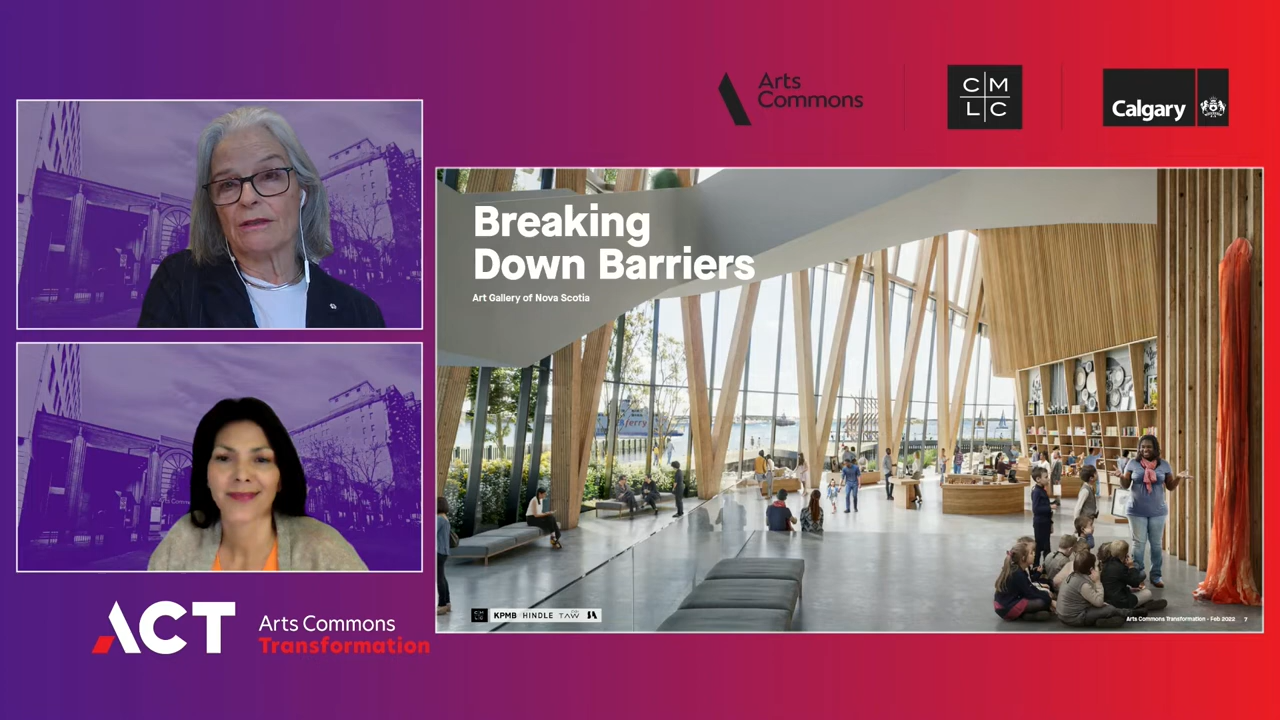 Arts
Commons
C M
L C
Calgary
Breaking
Down Barriers
Art Gallery of Nova Scotia
ferry
KPMB HINDLE TAW
Arts Commons Transformation - Feb 2022 7
ACT Arts Commons
Transformation